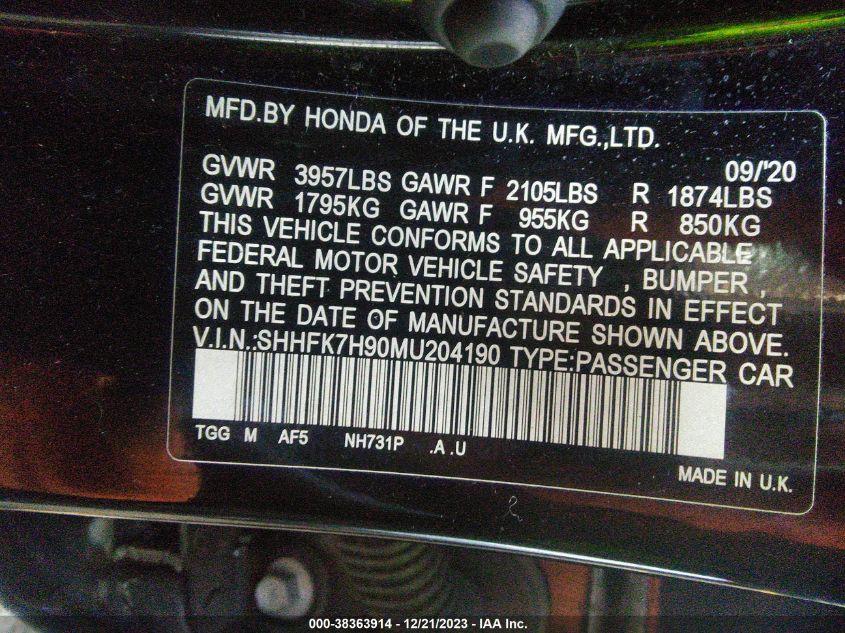 MFD.BY HONDA OF THE U.K. MFG.,LTD.
09/'20
GVWR 3957LBS GAWR F 2105LBS R 1874LBS
GVWR 1795KG GAWR F 955KG R 850KG
THIS VEHICLE CONFORMS TO ALL APPLICABLE
FEDERAL MOTOR VEHICLE SAFETY , BUMPER ,
AND THEFT PREVENTION STANDARDS IN EFFECT
ON THE DATE OF MANUFACTURE SHOWN ABOVE.
V.I.N.:SHHFK7H90MU204190 TYPE:PASSENGER CAR
TGG M AF5 NH731P .A .U
MADE IN U.K.
000-38363914 - 12/21/2023 - IAA Inc.